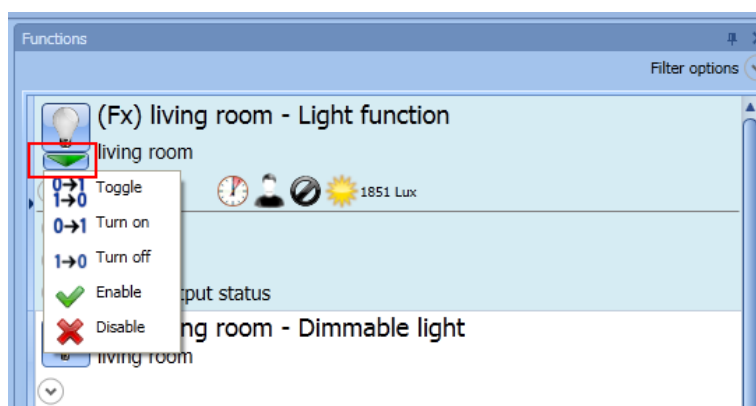 Functions
Filter options
(Fx) living room - Light function
living room
0→1
1→0 Toggle
1851 Lux
0→1 Turn on
1→0 Turn off
Enable
tput status
Disable
ng room - Dimmable light
living room